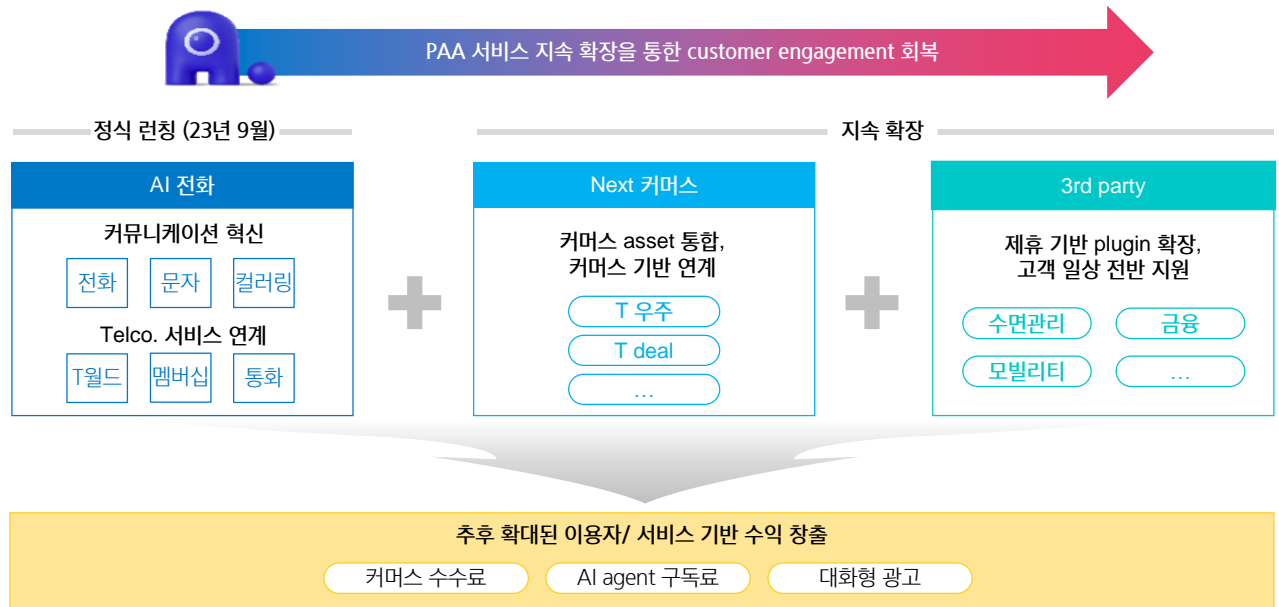 PAA 서비스 지속 확장을 통한 customer engagement 회복
정식 런칭 (23년 9월)
지속 확장
AI 전화
커뮤니케이션 혁신
전화
문자
컬러링
Telco. 서비스 연계
T월드
멤버십
통화
Next 커머스
커머스 asset 통합,
커머스 기반 연계
T 우주
T deal
…
3rd party
제휴 기반 plugin 확장,
고객 일상 전반 지원
수면관리
금융
모빌리티
…
추후 확대된 이용자/ 서비스 기반 수익 창출
커머스 수수료
AI agent 구독료
대화형 광고